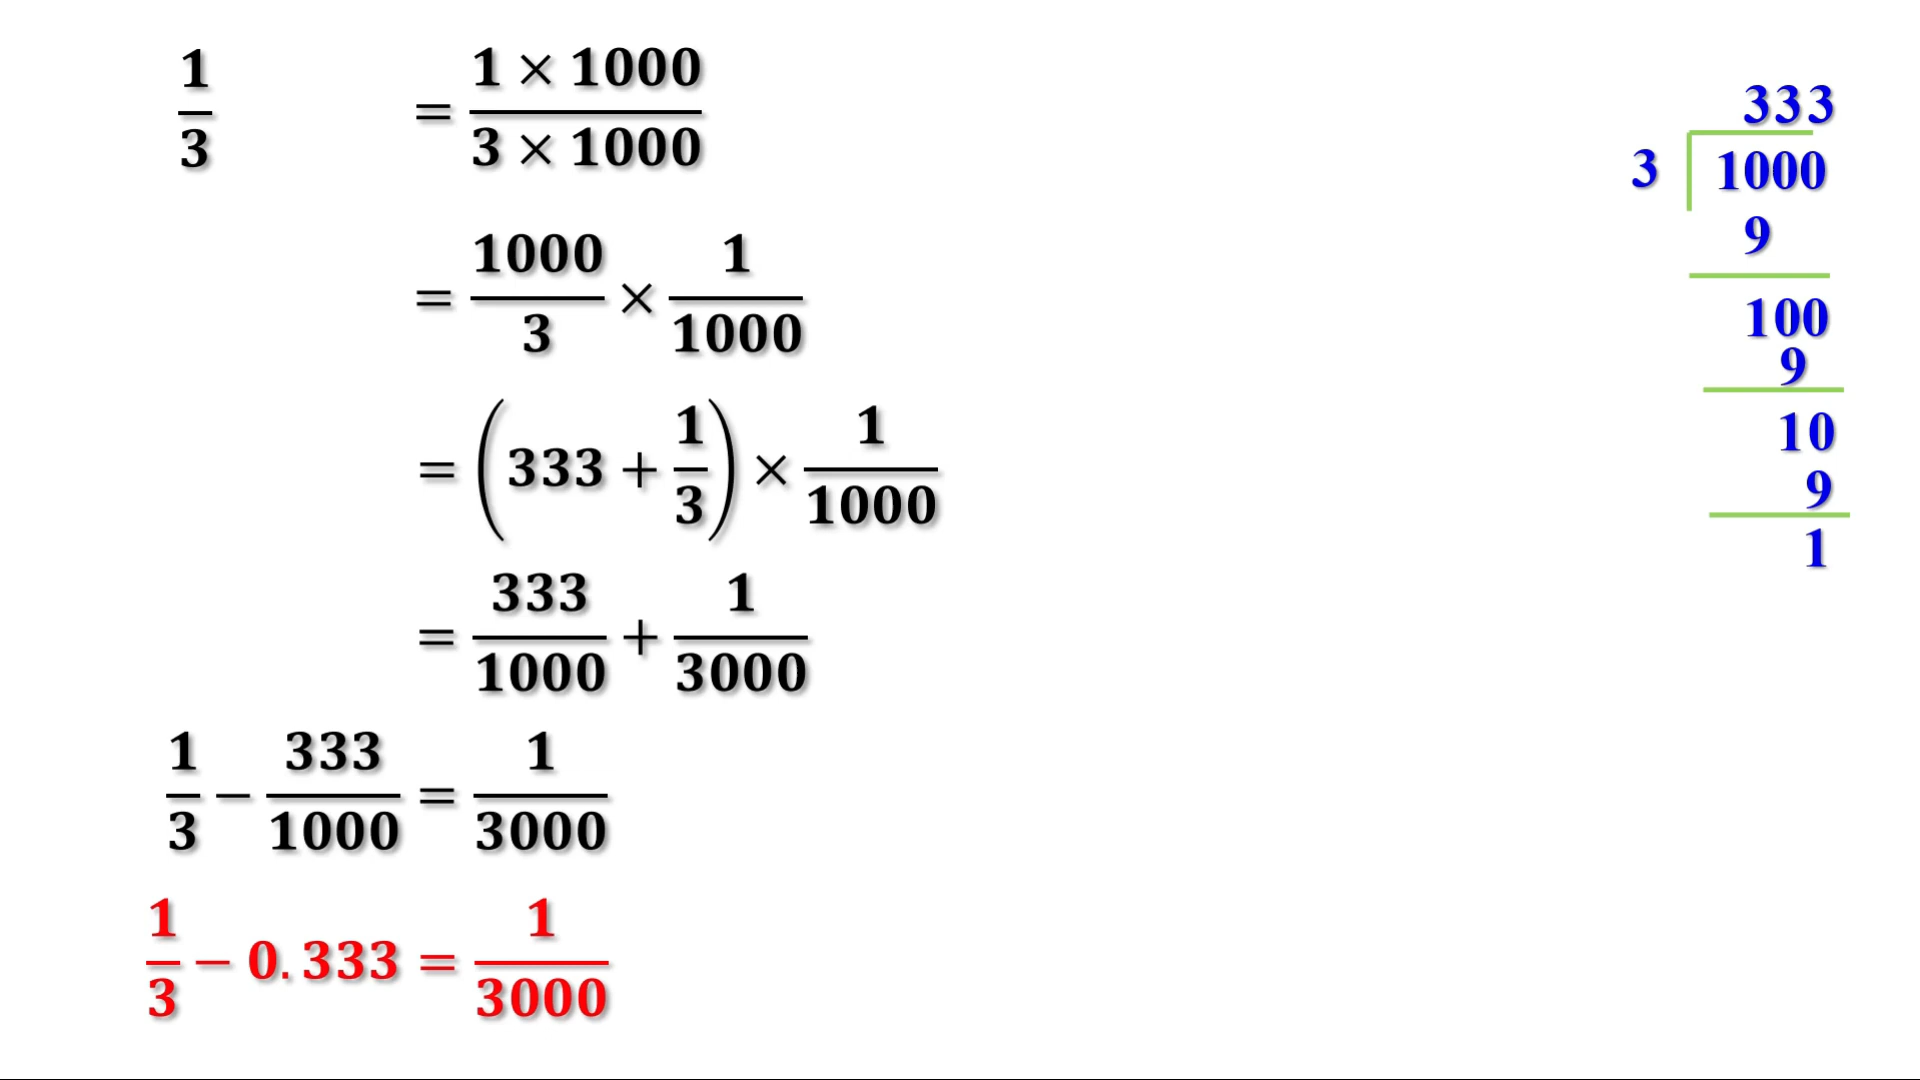 1/3 = (1 × 1000)/(3 × 1000)
= 1000/3 × 1/1000
= (333 + 1/3) × 1/1000
= 333/1000 + 1/3000
1/3 − 333/1000 = 1/3000
1/3 − 0.333 = 1/3000
333
3 1000
9
100
9
10
9
1